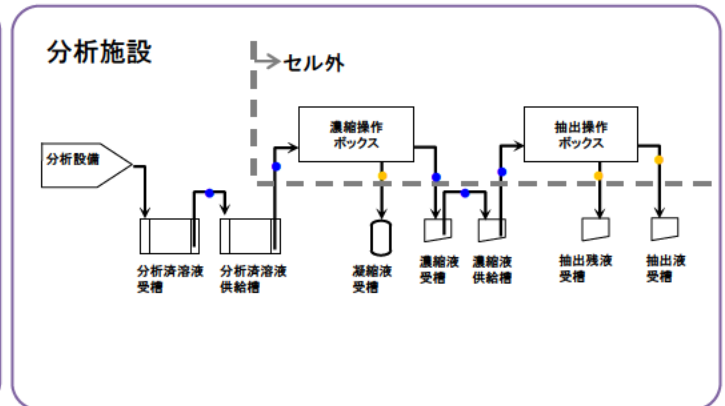 分析施設
セル外
濃縮操作
ボックス
抽出操作
ボックス
分析設備
分析済溶液
受槽
分析済溶液
供給槽
凝縮液
受槽
濃縮液
受槽
濃縮液
供給槽
抽出残液
受槽
抽出液
受槽